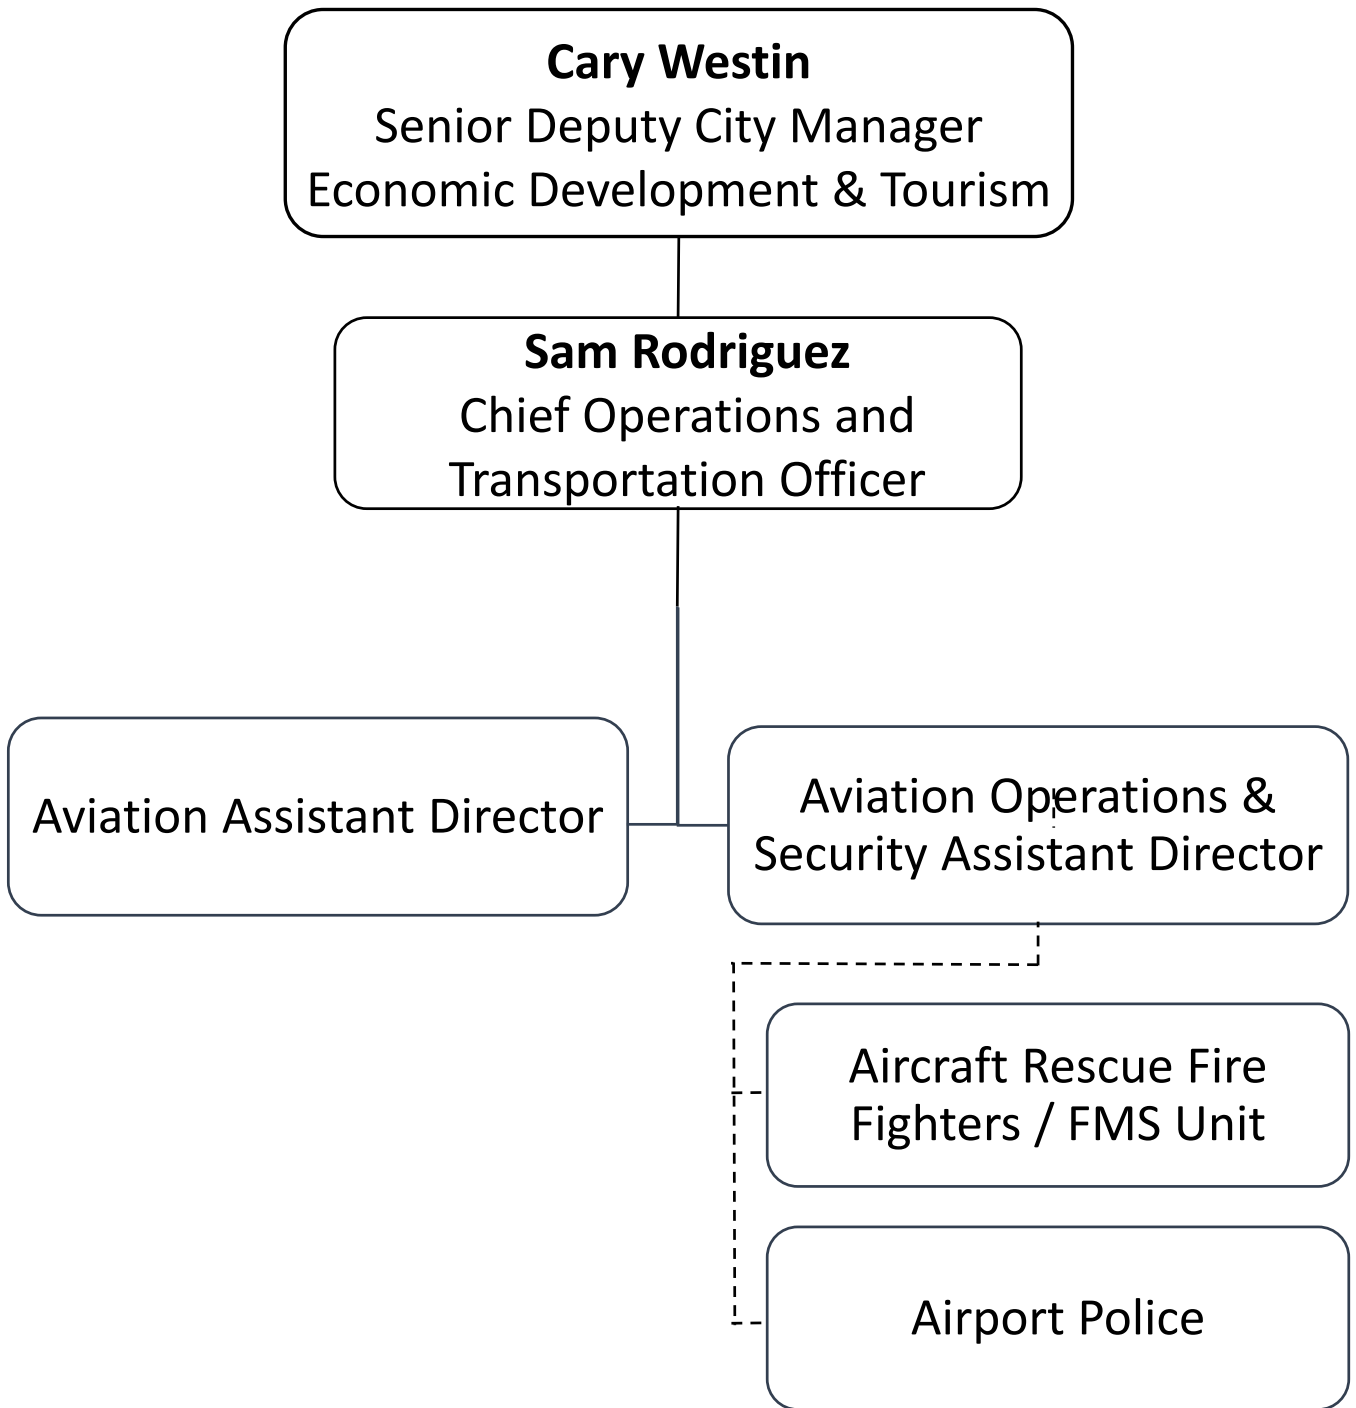 Cary Westin
Senior Deputy City Manager
Economic Development & Tourism
Sam Rodriguez
Chief Operations and
Transportation Officer
Aviation Assistant Director
Aviation Operations &
Security Assistant Director
Aircraft Rescue Fire
Fighters / FMS Unit
Airport Police